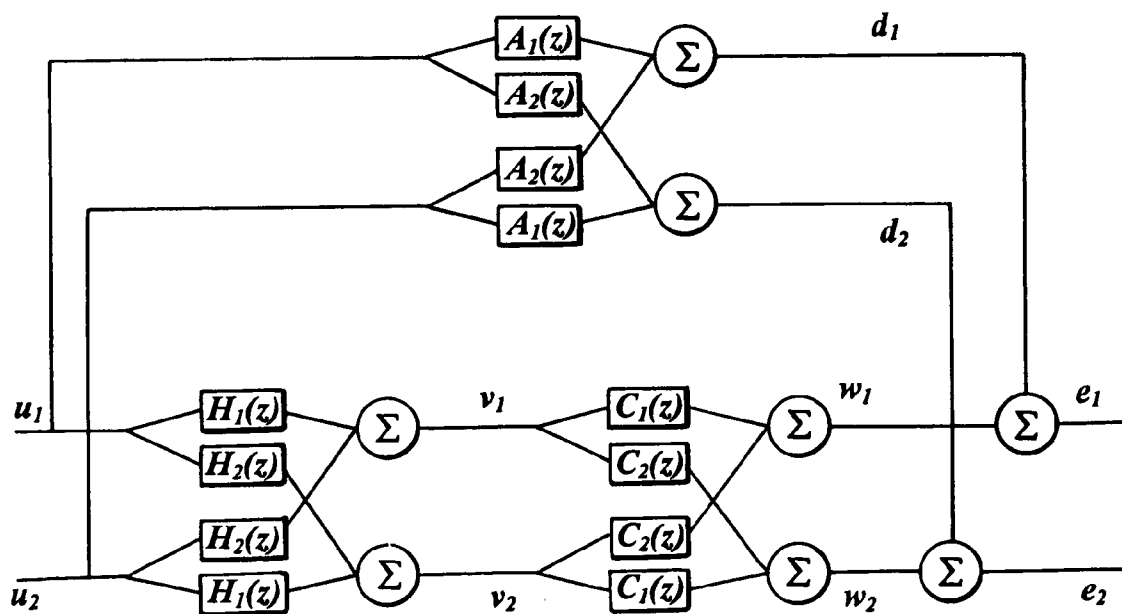 A₁(z) Σ d₁
A₂(z)
A₂(z) Σ
A₁(z) d₂
u₁ H₁(z) Σ v₁ C₁(z) Σ w₁ Σ e₁
H₂(z) C₂(z)
H₂(z) C₂(z)
u₂ H₁(z) Σ v₂ C₁(z) Σ w₂ Σ e₂